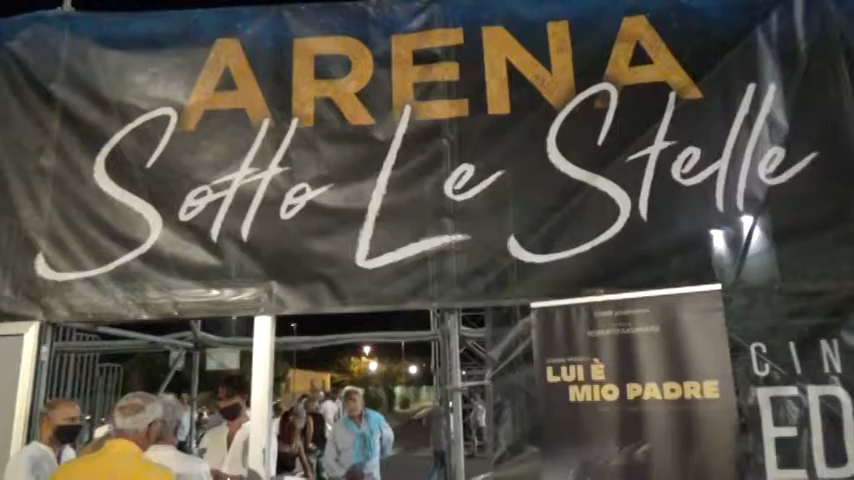 ARENA
Sotto Le Stelle
LUI È
MIO PADRE
CIN
ED